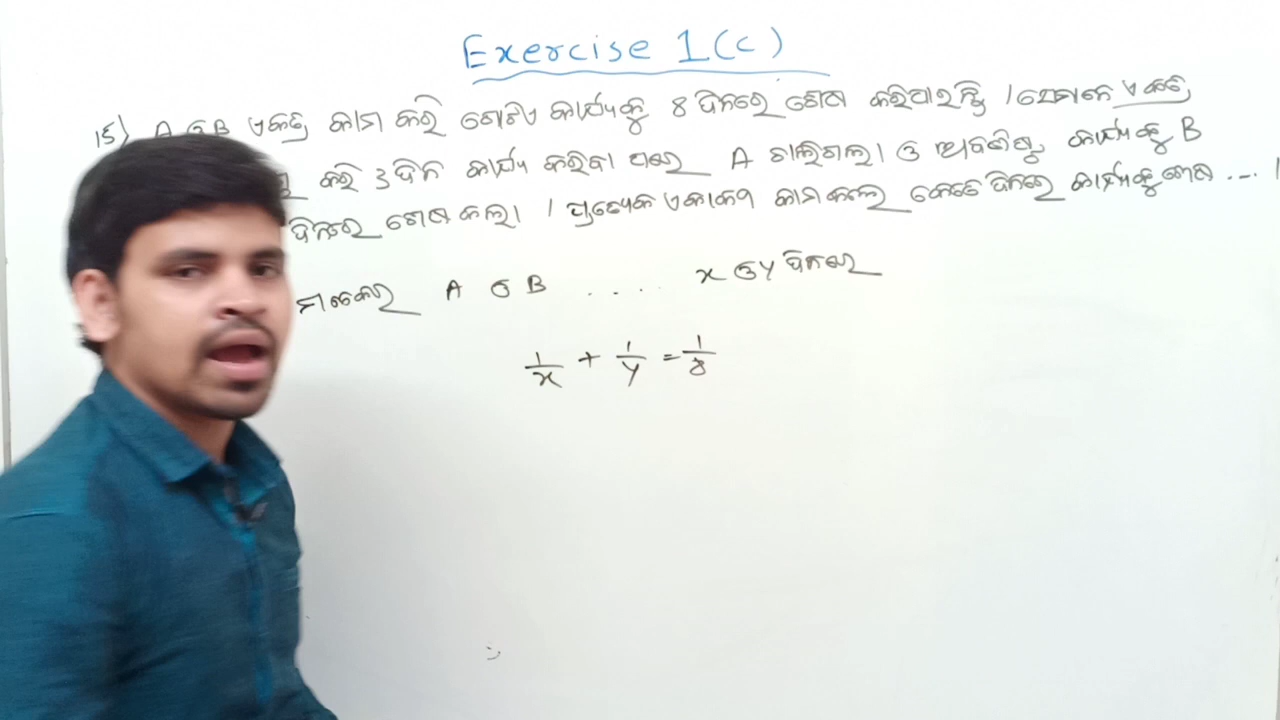 Exercise 1(c)
15) A ଓ B ଏକତ୍ର କାମ କରି ଗୋଟିଏ କାର୍ଯ୍ୟକୁ 8 ଦିନରେ ଶେଷ କରିପାରନ୍ତି । ସେମାନେ ଏକତ୍ର
କରି 3 ଦିନ କାର୍ଯ୍ୟ କରିବା ପରେ A ଚାଲିଗଲା ଓ ଅବଶିଷ୍ଟ କାର୍ଯ୍ୟକୁ B
ଦିନରେ ଶେଷ କଲା । ପ୍ରତ୍ୟେକ ଏକାକୀ କାମ କଲେ କେତେ ଦିନରେ କାର୍ଯ୍ୟକୁ ଶେଷ ... ।
ମନେକର A ଓ B .... x ଓ y ଦିନରେ
1/x + 1/y = 1/8